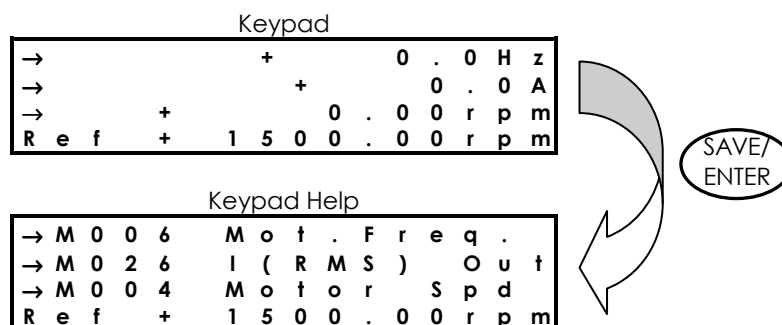 Keypad
→ + 0.0Hz
→ + 0.0A
→ + 0.00rpm
Ref + 1500.00rpm
SAVE/
ENTER
Keypad Help
→M006 Mot.Freq.
→M026 I(RMS) Out
→M004 Motor Spd
Ref + 1500.00rpm